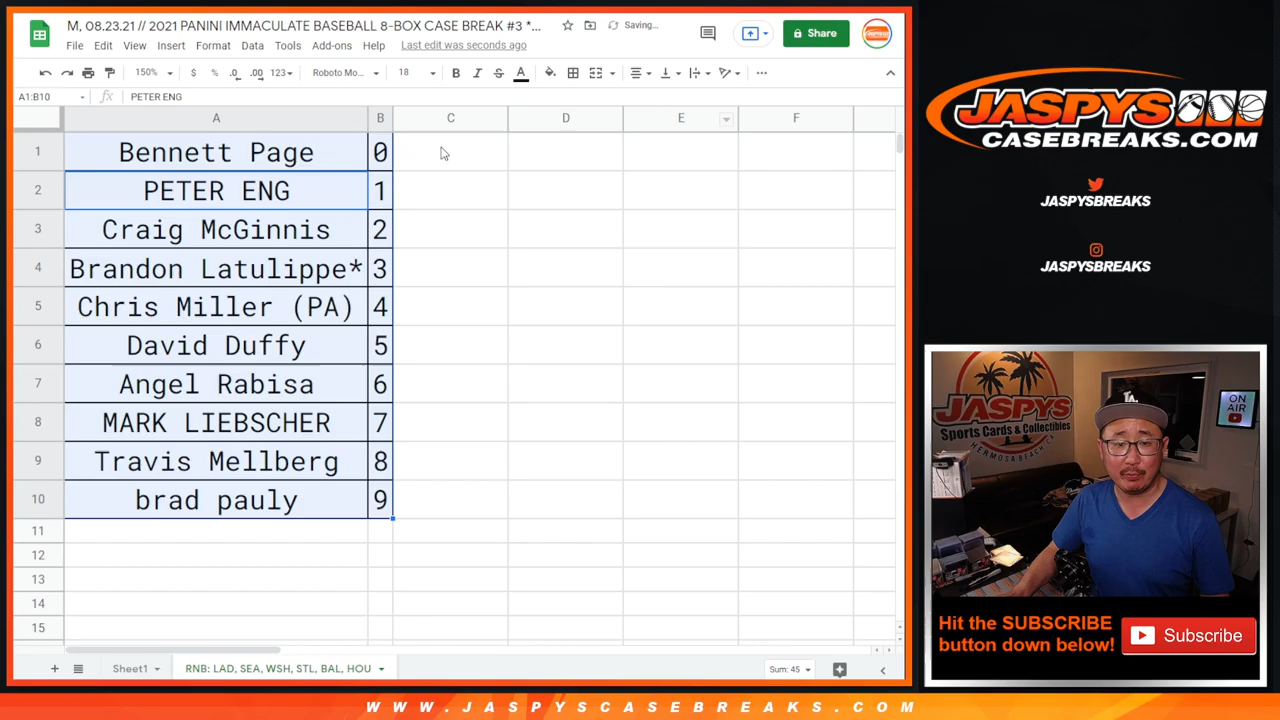 M, 08.23.21 // 2021 PANINI IMMACULATE BASEBALL 8-BOX CASE BREAK #3 *... Saving...
File Edit View Insert Format Data Tools Add-ons Help Last edit was seconds ago
Share
150% $ % .0 .00 123 Roboto Mo... 18 B I S A
A1:B10 fx PETER ENG
A B C D E F
1 Bennett Page 0
2 PETER ENG 1
3 Craig McGinnis 2
4 Brandon Latulippe* 3
5 Chris Miller (PA) 4
6 David Duffy 5
7 Angel Rabisa 6
8 MARK LIEBSCHER 7
9 Travis Mellberg 8
10 brad pauly 9
11
12
13
14
15
Sheet1 RNB: LAD, SEA, WSH, STL, BAL, HOU Sum: 45
JASPYS
CASEBREAKS.COM
JASPYSBREAKS
JASPYSBREAKS
JASPYS
Sports Cards & Collectibles
HERMOSA BEACH, CA
LA
ON
AIR
Hit the SUBSCRIBE
button down below!
Subscribe
WWW.JASPYSCASEBREAKS.COM